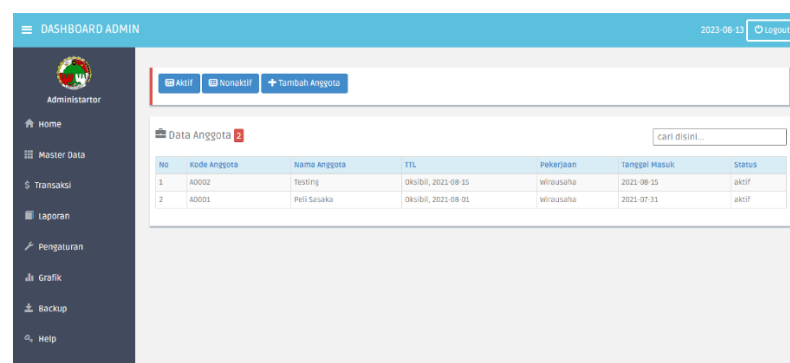 DASHBOARD ADMIN
2023-08-13 Logout
Administartor
Home
Master Data
$ Transaksi
Laporan
Pengaturan
Grafik
Backup
Help
Aktif Nonaktif + Tambah Anggota
Data Anggota 2
cari disini...
No Kode Anggota Nama Anggota TTL Pekerjaan Tanggal Masuk Status
1 A0002 Testing Oksibil, 2021-08-15 Wirausaha 2021-08-15 aktif
2 A0001 Peli Sasaka Oksibil, 2021-08-01 Wirausaha 2021-07-31 aktif